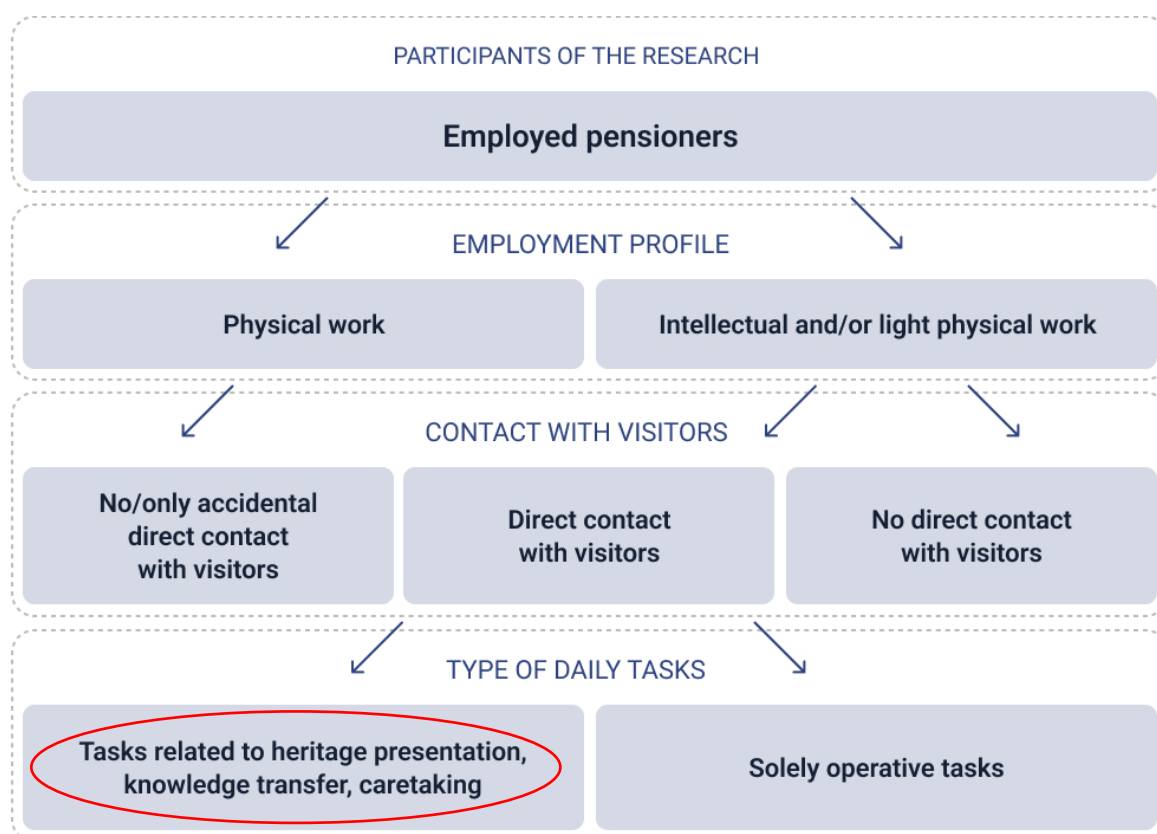 PARTICIPANTS OF THE RESEARCH
Employed pensioners
EMPLOYMENT PROFILE
Physical work
Intellectual and/or light physical work
CONTACT WITH VISITORS
No/only accidental
direct contact
with visitors
Direct contact
with visitors
No direct contact
with visitors
TYPE OF DAILY TASKS
Tasks related to heritage presentation,
knowledge transfer, caretaking
Solely operative tasks